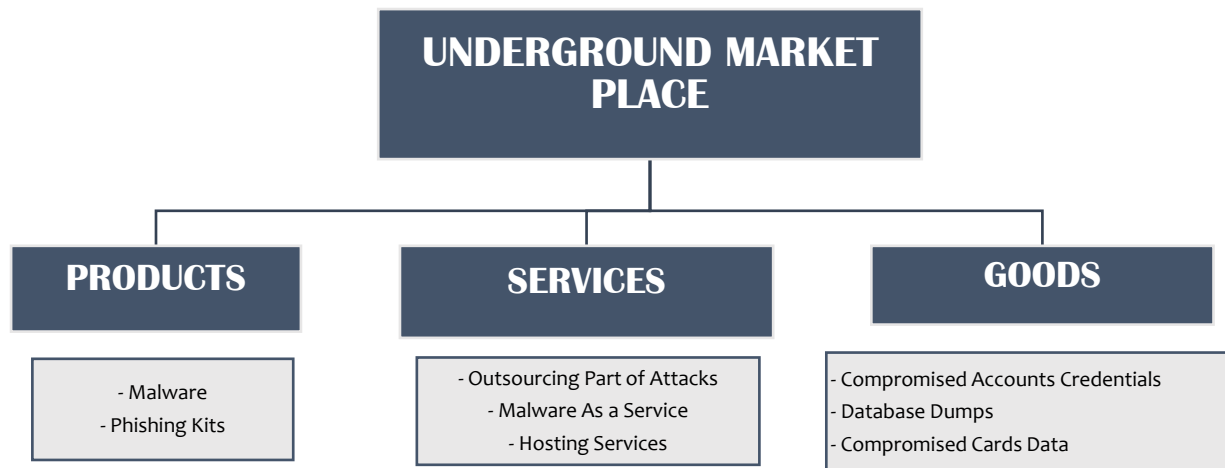 UNDERGROUND MARKET
PLACE
PRODUCTS
SERVICES
GOODS
- Malware
- Phishing Kits
- Outsourcing Part of Attacks
- Malware As a Service
- Hosting Services
- Compromised Accounts Credentials
- Database Dumps
- Compromised Cards Data